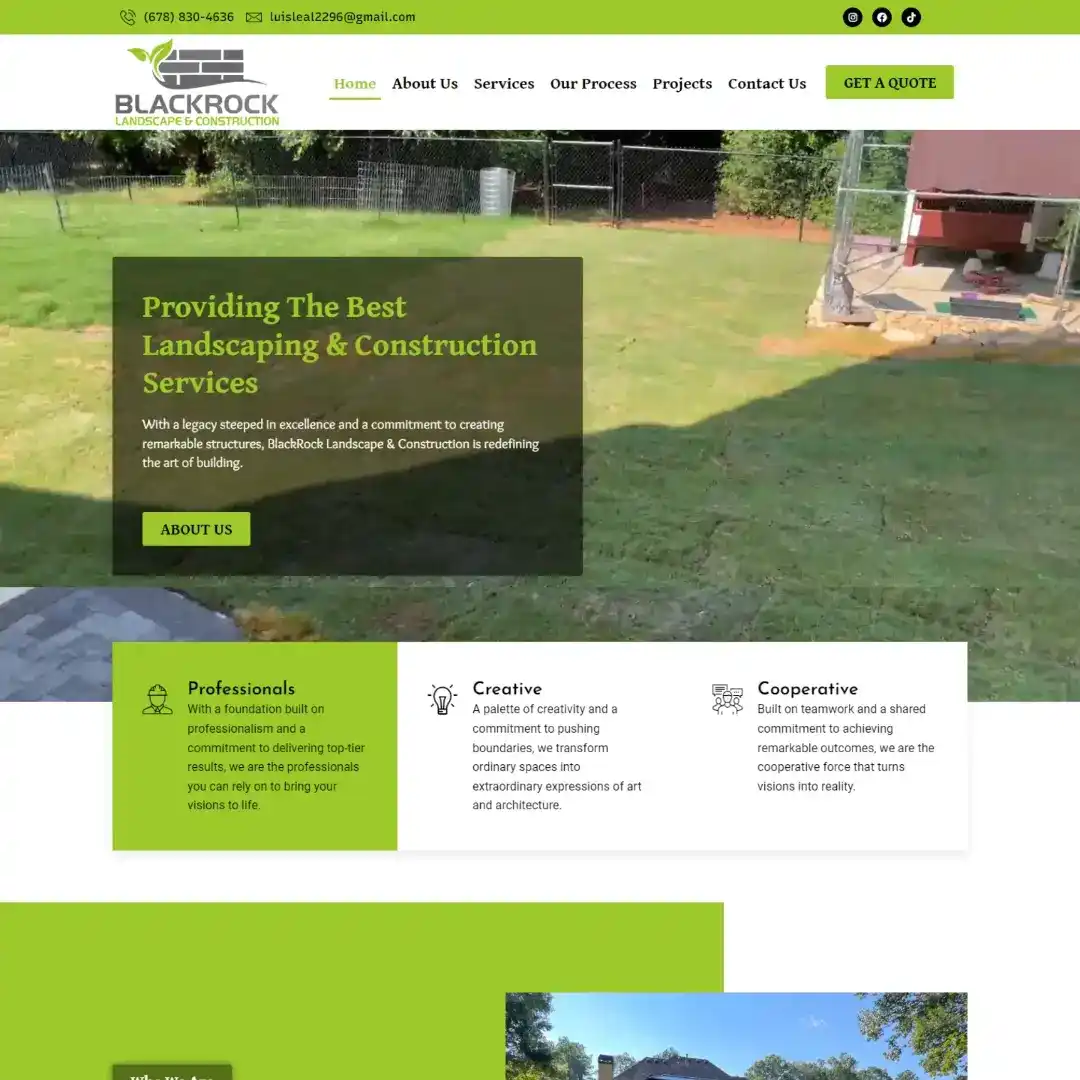 (678) 830-4636 luisleal2296@gmail.com
BLACKROCK
LANDSCAPE & CONSTRUCTION
Home About Us Services Our Process Projects Contact Us GET A QUOTE
Providing The Best
Landscaping & Construction
Services
With a legacy steeped in excellence and a commitment to creating
remarkable structures, BlackRock Landscape & Construction is redefining
the art of building.
ABOUT US
Professionals
With a foundation built on
professionalism and a
commitment to delivering top-tier
results, we are the professionals
you can rely on to bring your
visions to life.
Creative
A palette of creativity and a
commitment to pushing
boundaries, we transform
ordinary spaces into
extraordinary expressions of art
and architecture.
Cooperative
Built on teamwork and a shared
commitment to achieving
remarkable outcomes, we are the
cooperative force that turns
visions into reality.
Who We Are